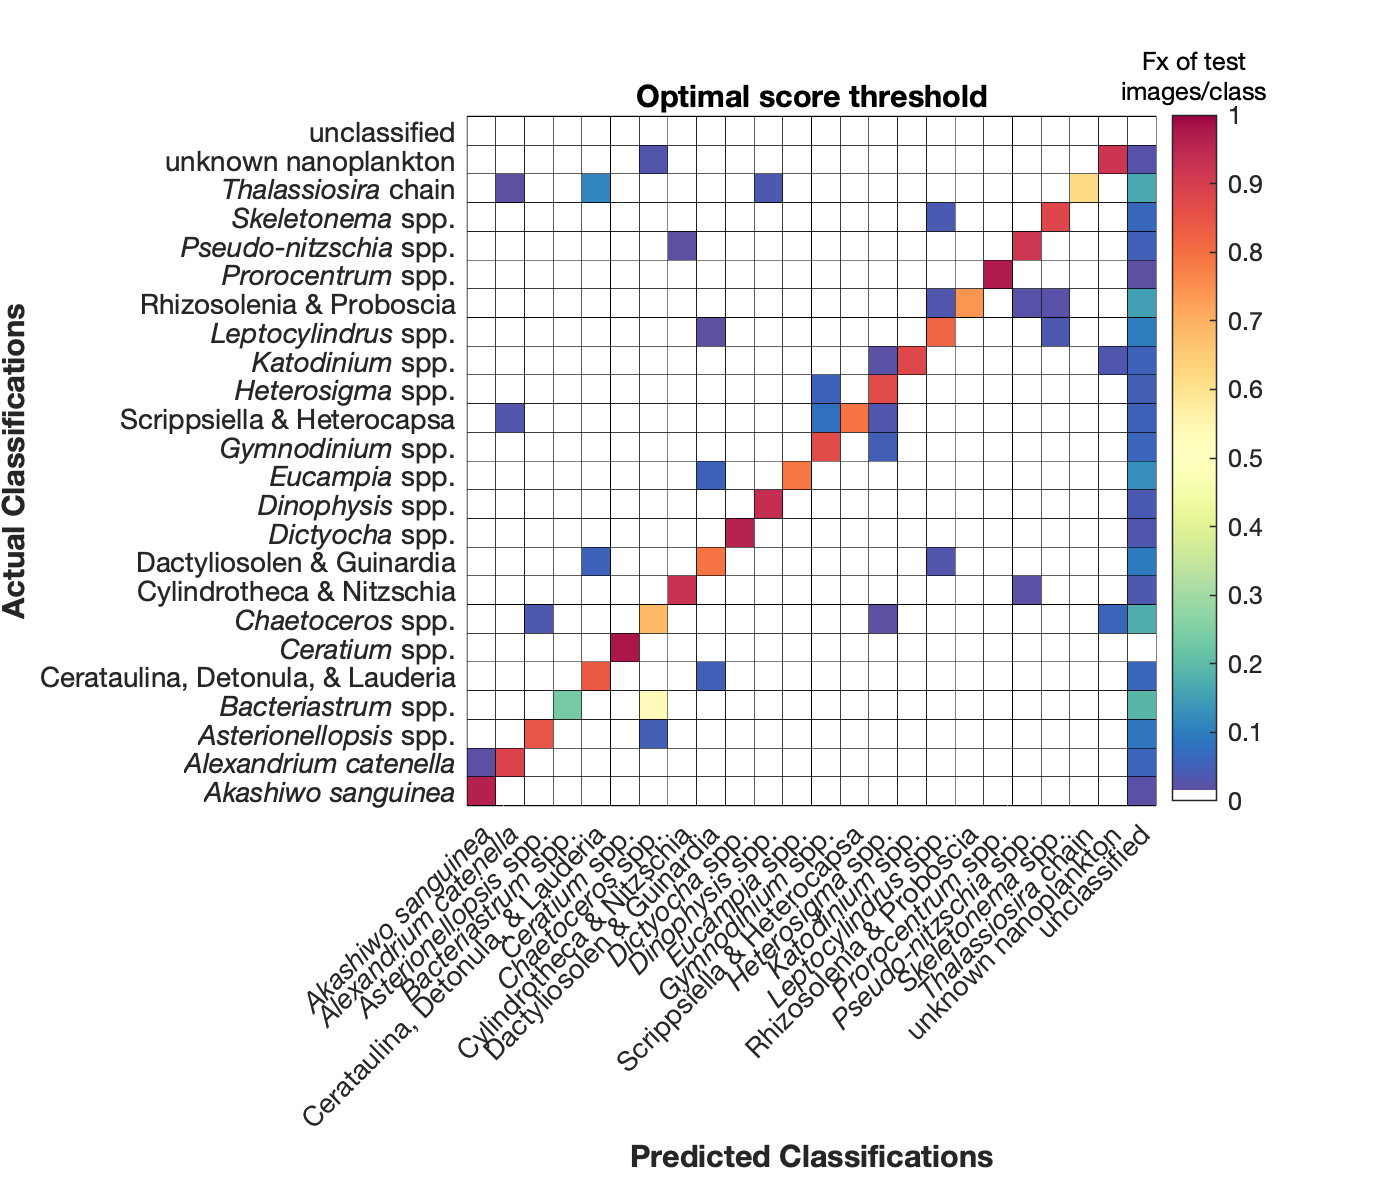 Fx of test
images/class
Optimal score threshold
unclassified
unknown nanoplankton
Thalassiosira chain
Skeletonema spp.
Pseudo-nitzschia spp.
Prorocentrum spp.
Rhizosolenia & Proboscia
Leptocylindrus spp.
Katodinium spp.
Heterosigma spp.
Scrippsiella & Heterocapsa
Gymnodinium spp.
Eucampia spp.
Dinophysis spp.
Dictyocha spp.
Dactyliosolen & Guinardia
Cylindrotheca & Nitzschia
Chaetoceros spp.
Ceratium spp.
Cerataulina, Detonula, & Lauderia
Bacteriastrum spp.
Asterionellopsis spp.
Alexandrium catenella
Akashiwo sanguinea
Actual Classifications
1
0.9
0.8
0.7
0.6
0.5
0.4
0.3
0.2
0.1
0
Akashiwo sanguinea
Alexandrium catenella
Asterionellopsis spp.
Bacteriastrum spp.
Cerataulina, Detonula, & Lauderia
Ceratium spp.
Chaetoceros spp.
Cylindrotheca & Nitzschia
Dactyliosolen & Guinardia
Dictyocha spp.
Dinophysis spp.
Eucampia spp.
Gymnodinium spp.
Scrippsiella & Heterocapsa
Heterosigma spp.
Katodinium spp.
Leptocylindrus spp.
Rhizosolenia & Proboscia
Prorocentrum spp.
Pseudo-nitzschia spp.
Skeletonema spp.
Thalassiosira chain
unknown nanoplankton
unclassified
Predicted Classifications